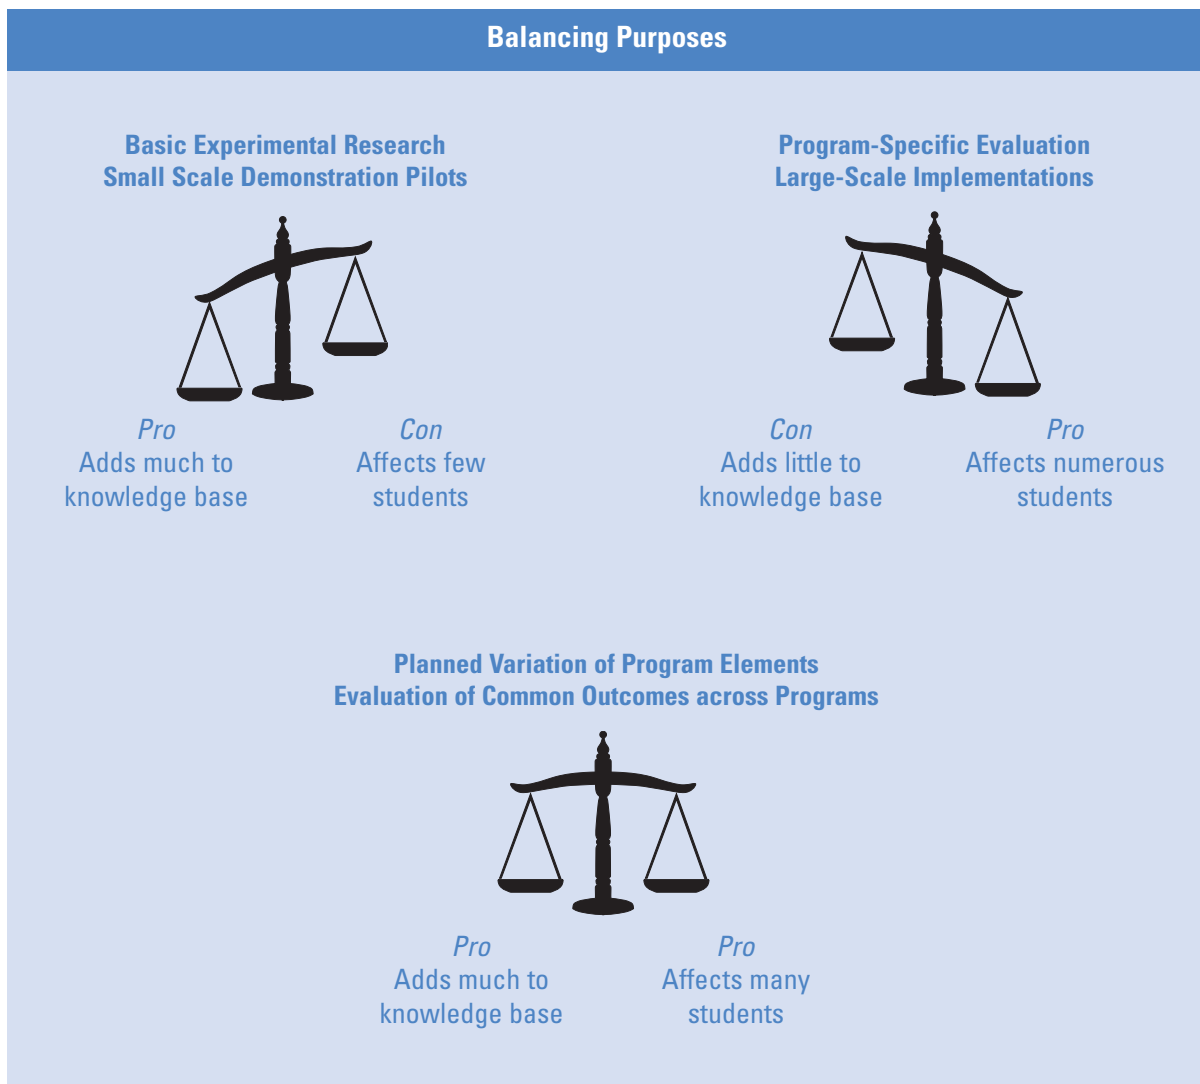 Balancing Purposes
Basic Experimental Research
Small Scale Demonstration Pilots
Pro
Adds much to
knowledge base
Con
Affects few
students
Program-Specific Evaluation
Large-Scale Implementations
Con
Adds little to
knowledge base
Pro
Affects numerous
students
Planned Variation of Program Elements
Evaluation of Common Outcomes across Programs
Pro
Adds much to
knowledge base
Pro
Affects many
students